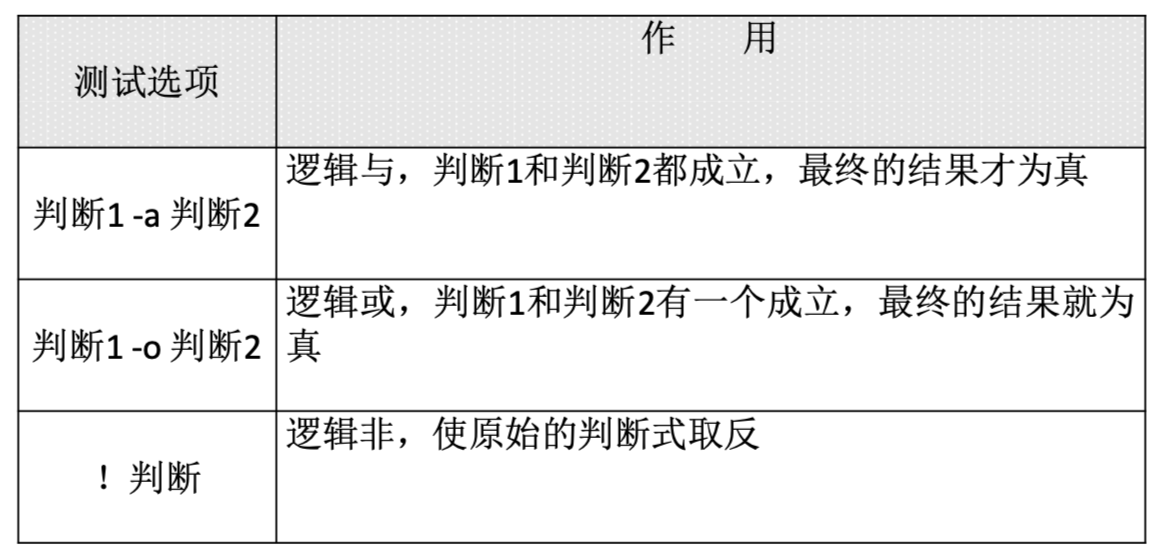 测试选项
作 用
判断1 -a 判断2
逻辑与，判断1和判断2都成立，最终的结果才为真
判断1 -o 判断2
逻辑或，判断1和判断2有一个成立，最终的结果就为
真
！判断
逻辑非，使原始的判断式取反